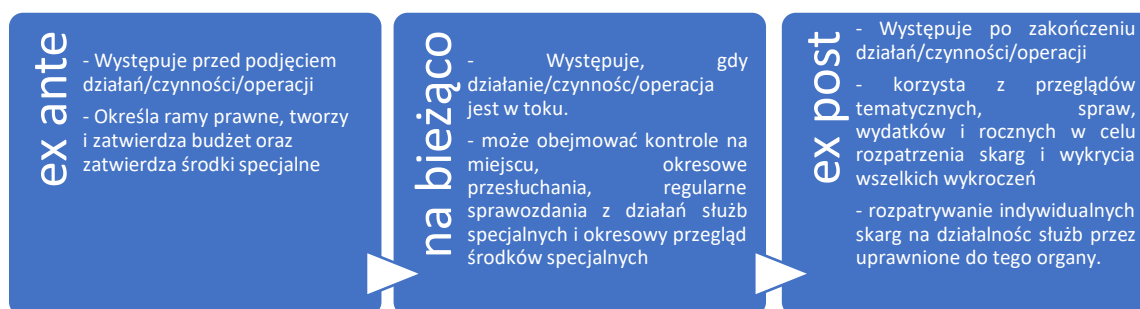 ex ante
- Występuje przed podjęciem
działań/czynności/operacji
- Określa ramy prawne, tworzy
i zatwierdza budżet oraz
zatwierdza środki specjalne
na bieżąco
- Występuje, gdy
działanie/czynnośc/operacja
jest w toku.
- może obejmować kontrole na
miejscu, okresowe
przesłuchania, regularne
sprawozdania z działań służb
specjalnych i okresowy przegląd
środków specjalnych
ex post
- Występuje po zakończeniu
działań/czynności/operacji
- korzysta z przeglądów
tematycznych, spraw,
wydatków i rocznych w celu
rozpatrzenia skarg i wykrycia
wszelkich wykroczeń
- rozpatrywanie indywidualnych
skarg na działalnośc służb przez
uprawnione do tego organy.